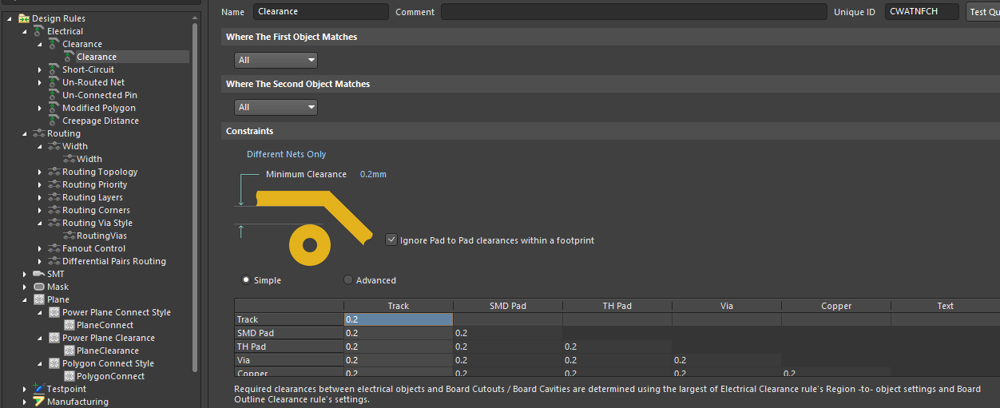 Name Clearance Comment Unique ID CWATNFCH Test Qu
Design Rules
Electrical
Clearance
Clearance
Short-Circuit
Un-Routed Net
Un-Connected Pin
Modified Polygon
Creepage Distance
Routing
Width
Width
Routing Topology
Routing Priority
Routing Layers
Routing Corners
Routing Via Style
RoutingVias
Fanout Control
Differential Pairs Routing
SMT
Mask
Plane
Power Plane Connect Style
PlaneConnect
Power Plane Clearance
PlaneClearance
Polygon Connect Style
PolygonConnect
Testpoint
Manufacturing
Where The First Object Matches
All
Where The Second Object Matches
All
Constraints
Different Nets Only
Minimum Clearance 0.2mm
Ignore Pad to Pad clearances within a footprint
Simple Advanced
Track SMD Pad TH Pad Via Copper Text
Track 0.2
SMD Pad 0.2 0.2
TH Pad 0.2 0.2 0.2
Via 0.2 0.2 0.2 0.2
Copper 0.2 0.2 0.2 0.2 0.2
Required clearances between electrical objects and Board Cutouts / Board Cavities are determined using the largest of Electrical Clearance rule's Region -to- object settings and Board
Outline Clearance rule's settings.